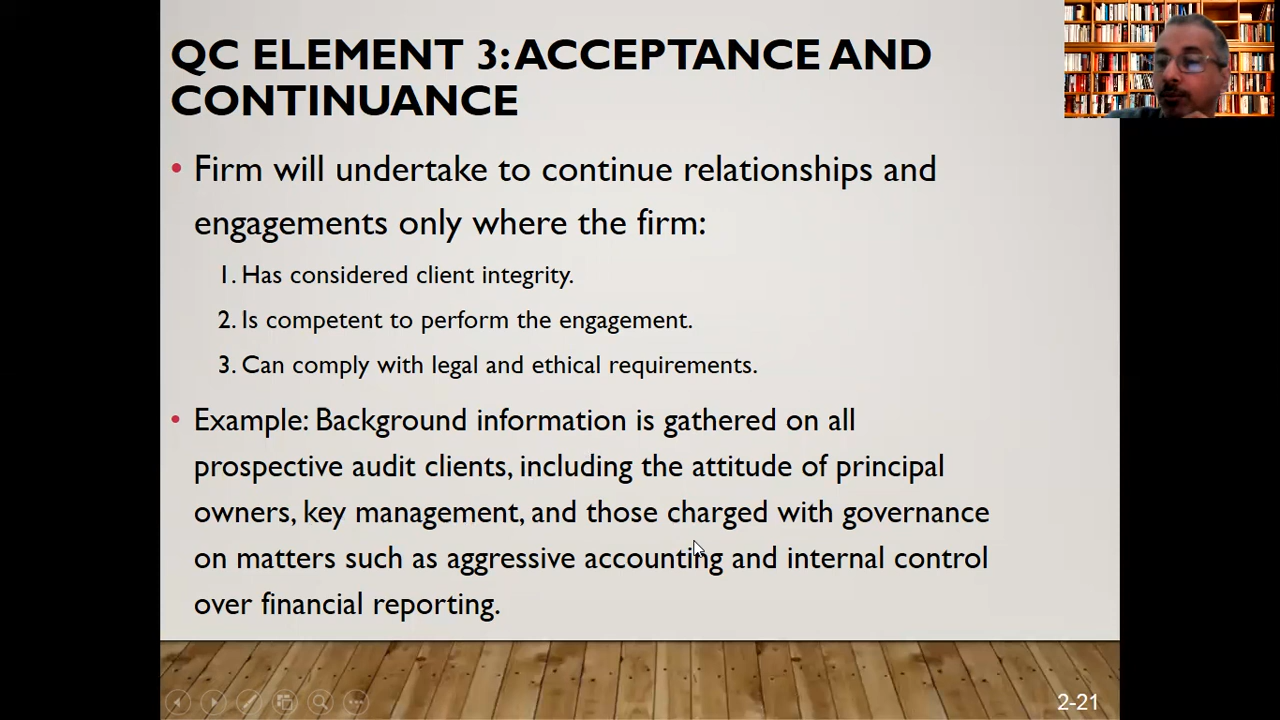 QC ELEMENT 3: ACCEPTANCE AND
CONTINUANCE
• Firm will undertake to continue relationships and
engagements only where the firm:
1. Has considered client integrity.
2. Is competent to perform the engagement.
3. Can comply with legal and ethical requirements.
• Example: Background information is gathered on all
prospective audit clients, including the attitude of principal
owners, key management, and those charged with governance
on matters such as aggressive accounting and internal control
over financial reporting.
2-21